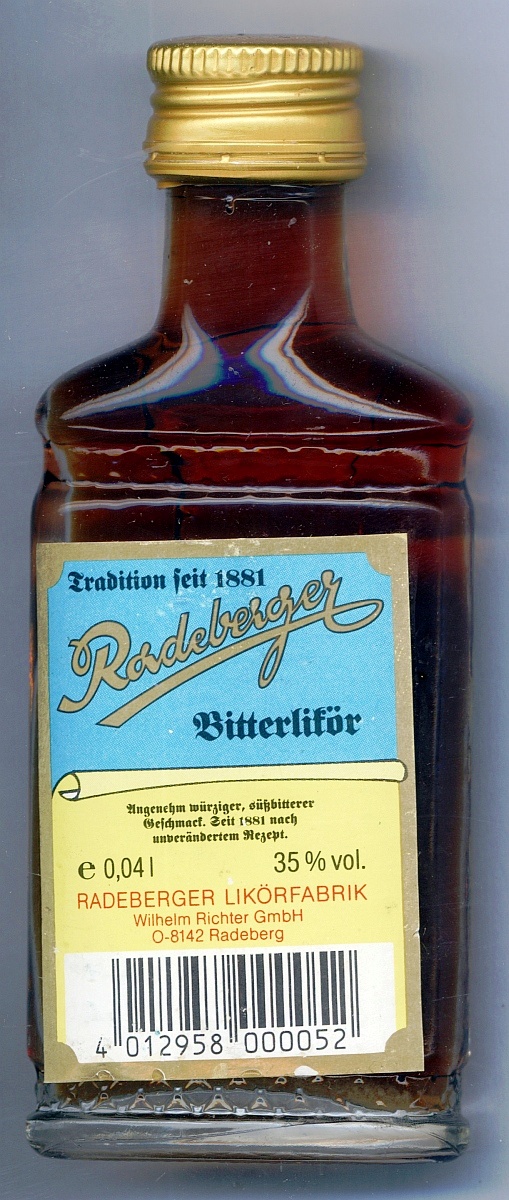 Tradition seit 1881
Radeberger
Bitterlikör
Angenehm würziger, süßbitterer
Geschmack. Seit 1881 nach
unverändertem Rezept.
e 0,04 l 35 % vol.
RADEBERGER LIKÖRFABRIK
Wilhelm Richter GmbH
O-8142 Radeberg
4 012958 000052